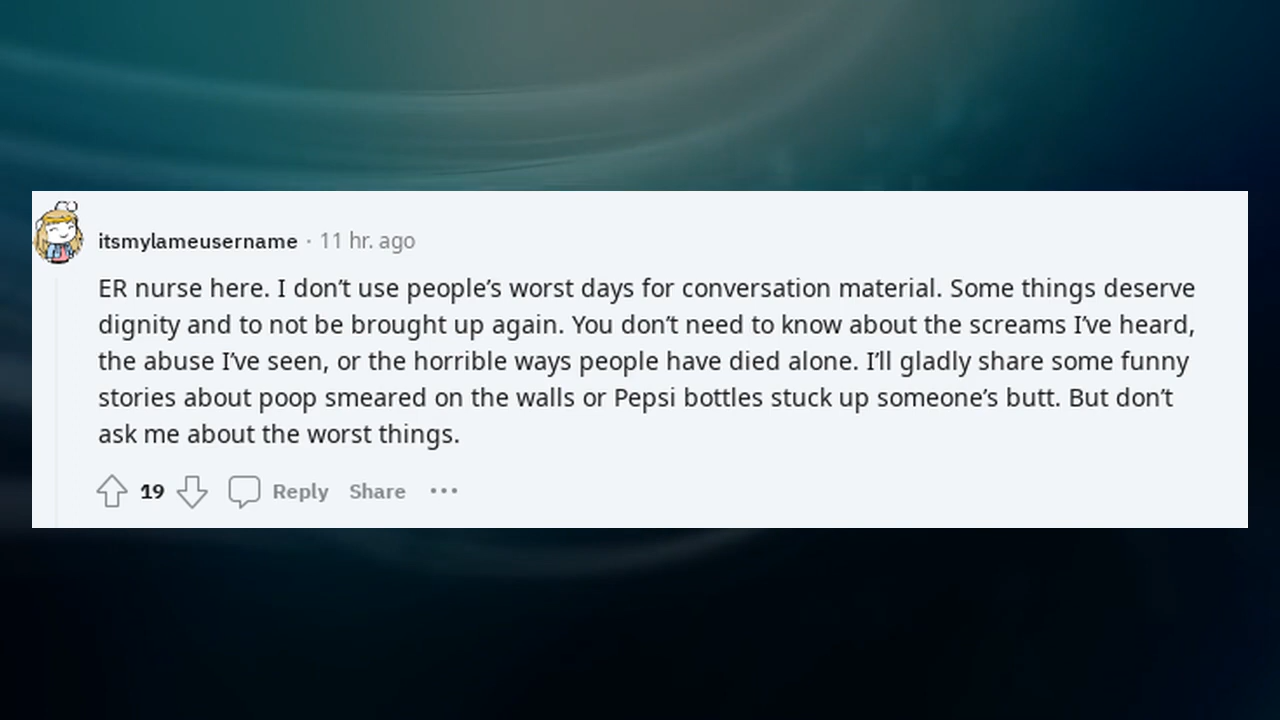 itsmylameusername · 11 hr. ago
ER nurse here. I don’t use people’s worst days for conversation material. Some things deserve
dignity and to not be brought up again. You don’t need to know about the screams I’ve heard,
the abuse I’ve seen, or the horrible ways people have died alone. I’ll gladly share some funny
stories about poop smeared on the walls or Pepsi bottles stuck up someone’s butt. But don’t
ask me about the worst things.
19 Reply Share •••